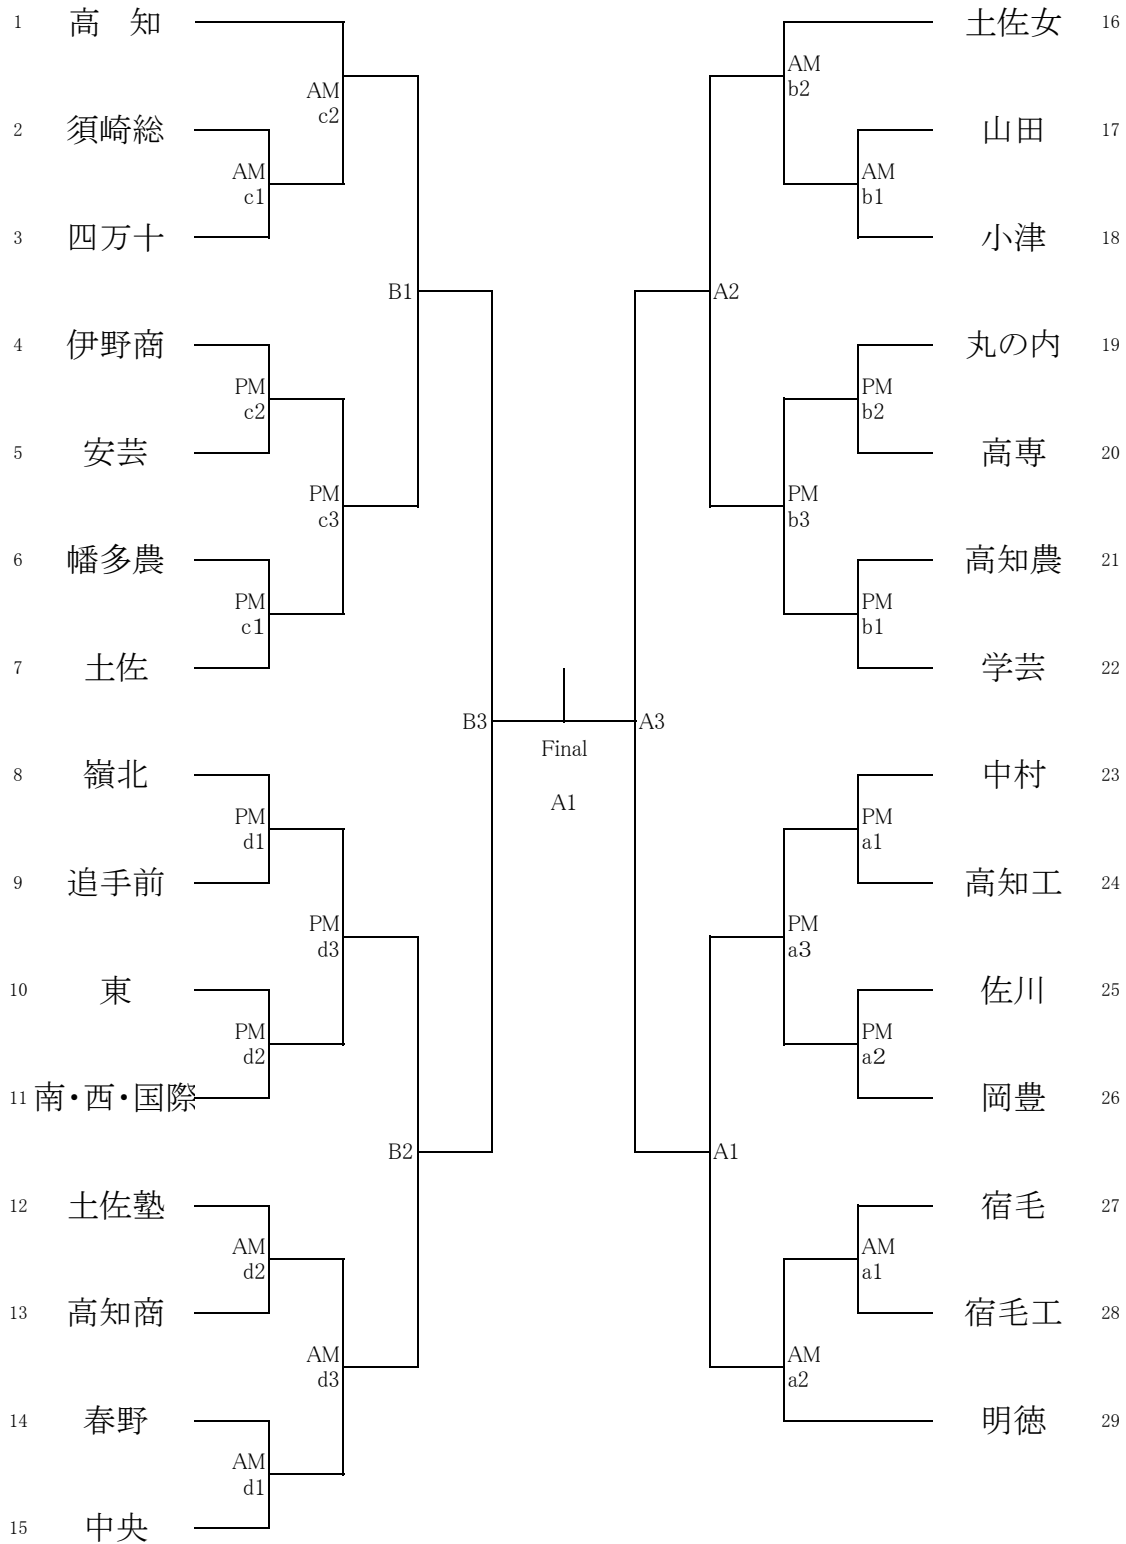 1 高　知
AM
c2
2 須崎総
AM
c1
3 四万十
B1
4 伊野商
PM
c2
5 安芸
PM
c3
6 幡多農
PM
c1
7 土佐
B3
8 嶺北
PM
d1
9 追手前
PM
d3
10 東
PM
d2
11 南・西・国際
B2
12 土佐塾
AM
d2
13 高知商
AM
d3
14 春野
AM
d1
15 中央
Final
A1
土佐女 16
AM
b2
山田 17
AM
b1
小津 18
A2
丸の内 19
PM
b2
高専 20
PM
b3
高知農 21
PM
b1
学芸 22
A3
中村 23
PM
a1
高知工 24
PM
a3
佐川 25
PM
a2
岡豊 26
A1
宿毛 27
AM
a1
宿毛工 28
AM
a2
明徳 29